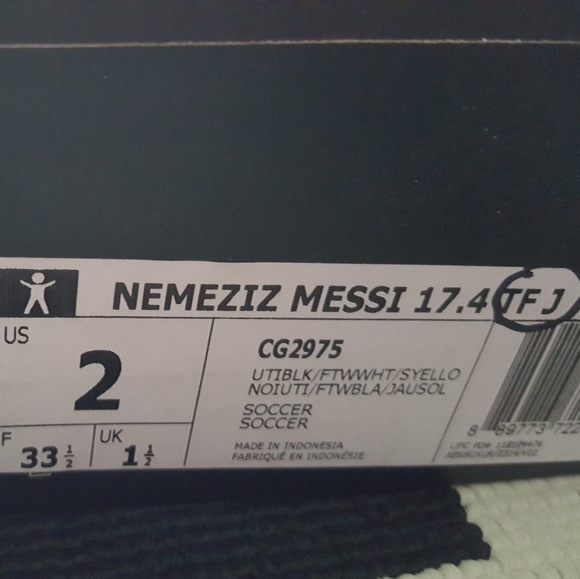 NEMEZIZ MESSI 17.4 TF J
US
2
CG2975
UTIBLK/FTWWHT/SYELLO
NOIUTI/FTWBLA/JAUSOL
SOCCER
SOCCER
F 33 1/2
UK 1 1/2
MADE IN INDONESIA
FABRIQUÉ EN INDONÉSIE
8 89773 722